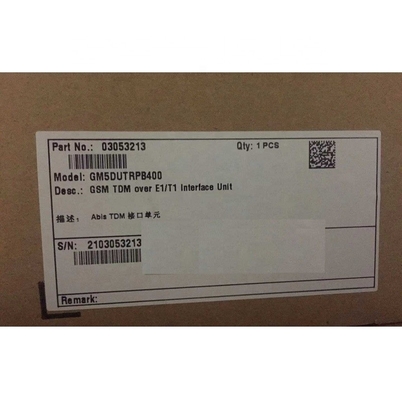 Part No.: 03053213 Qty: 1 PCS
Model: GM5DUTRPB400
Desc.: GSM TDM over E1/T1 Interface Unit
描述: Abis TDM 接口单元
S/N: 2103053213
Remark: